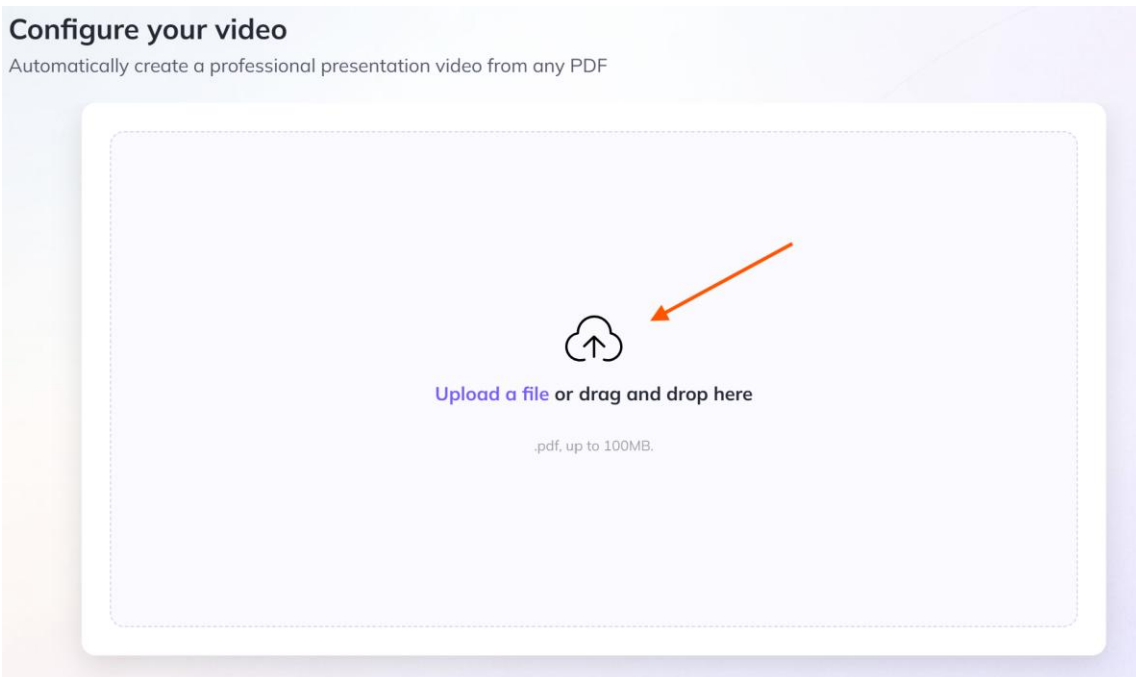 Configure your video
Automatically create a professional presentation video from any PDF
Upload a file or drag and drop here
.pdf, up to 100MB.